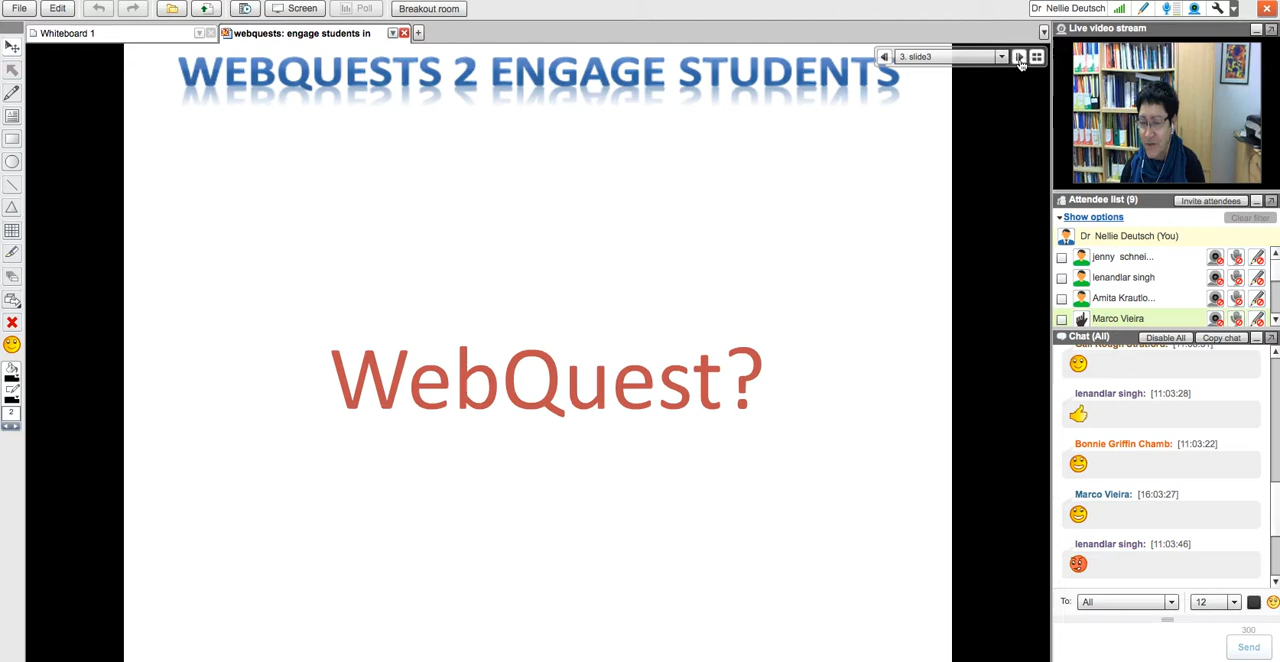 File
Edit
Screen
Poll
Breakout room
Dr Nellie Deutsch
Whiteboard 1
webquests: engage students in
3. slide3
WEBQUESTS 2 ENGAGE STUDENTS
WebQuest?
2
Live video stream
Attendee list (9)
Invite attendees
Show options
Clear filter
Dr Nellie Deutsch (You)
jenny schnei...
lenandlar singh
Amita Krautlo...
Marco Vieira
Chat (All)
Disable All
Copy chat
lenandlar singh: [11:03:28]
Bonnie Griffin Chamb: [11:03:22]
Marco Vieira: [16:03:27]
lenandlar singh: [11:03:46]
To: All 12
300
Send